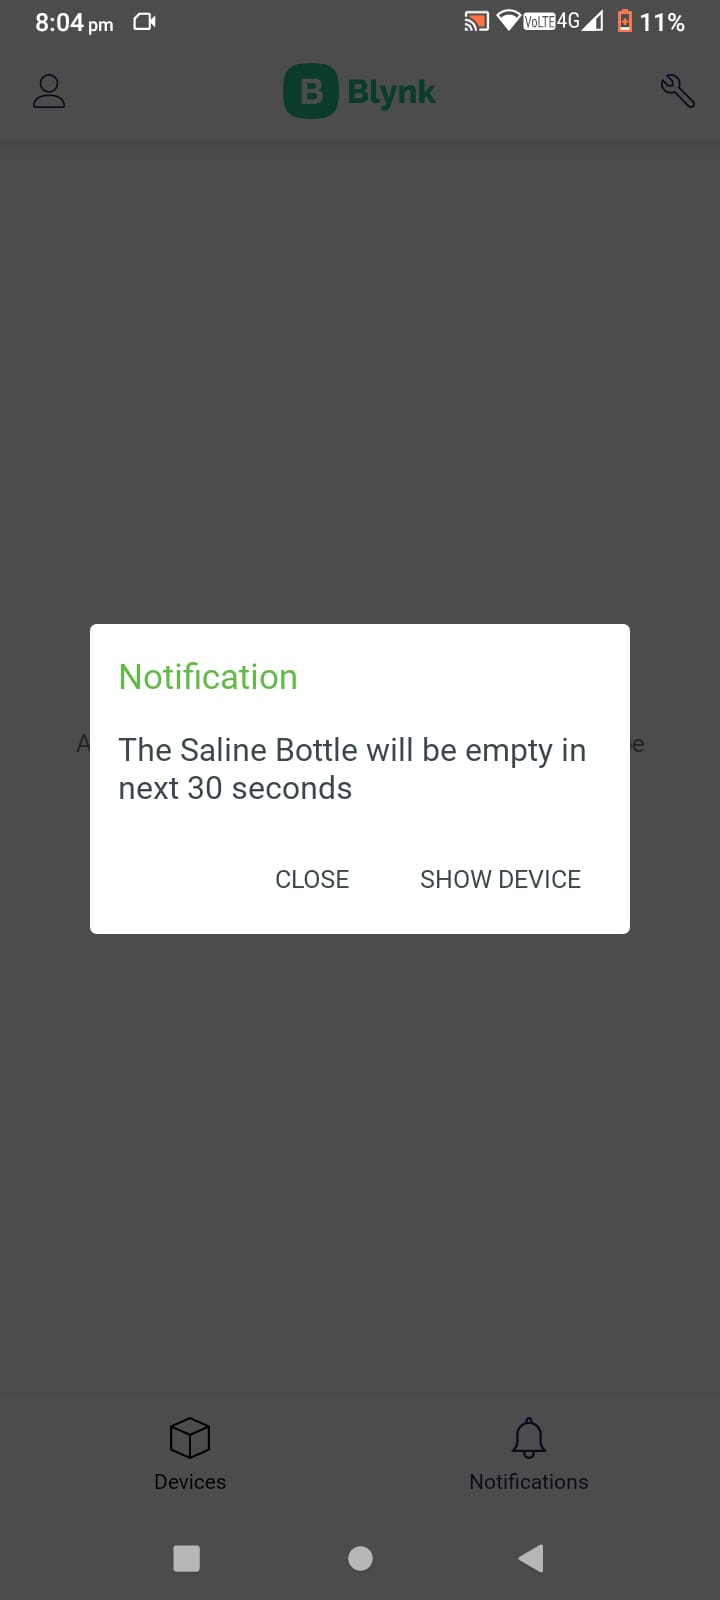 8:04 pm VoLTE 4G 11%
B Blynk
Notification
The Saline Bottle will be empty in
next 30 seconds
CLOSE SHOW DEVICE
Devices Notifications